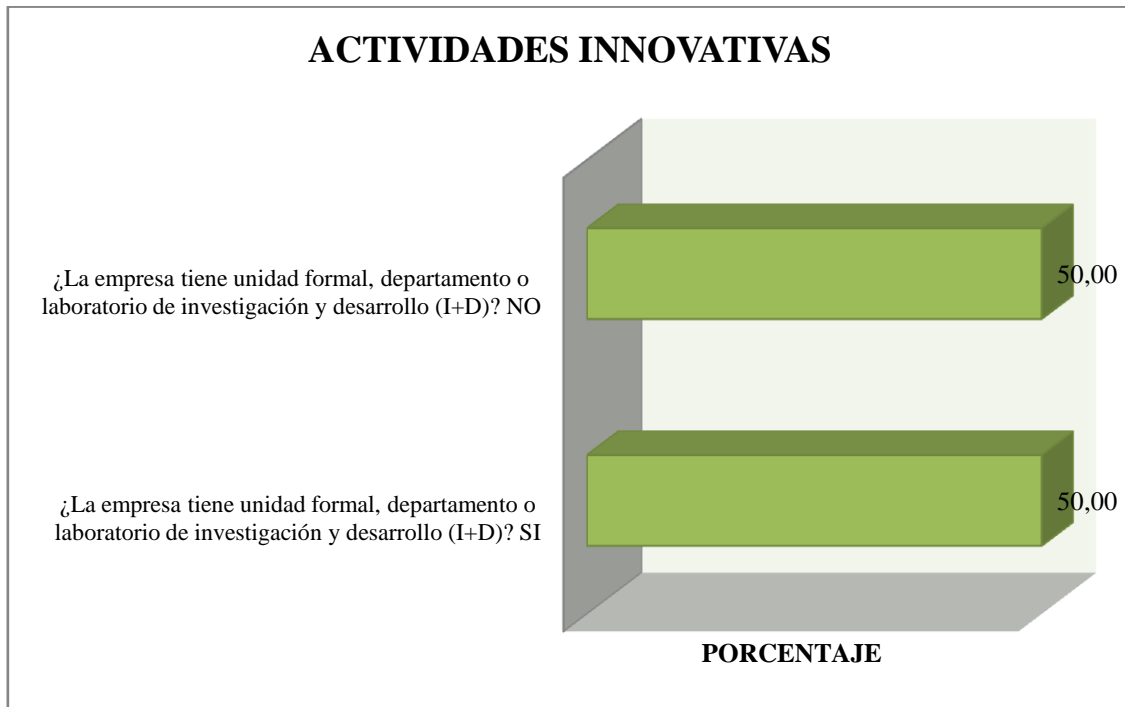 ACTIVIDADES INNOVATIVAS
¿La empresa tiene unidad formal, departamento o
laboratorio de investigación y desarrollo (I+D)? NO
50,00
¿La empresa tiene unidad formal, departamento o
laboratorio de investigación y desarrollo (I+D)? SI
50,00
PORCENTAJE